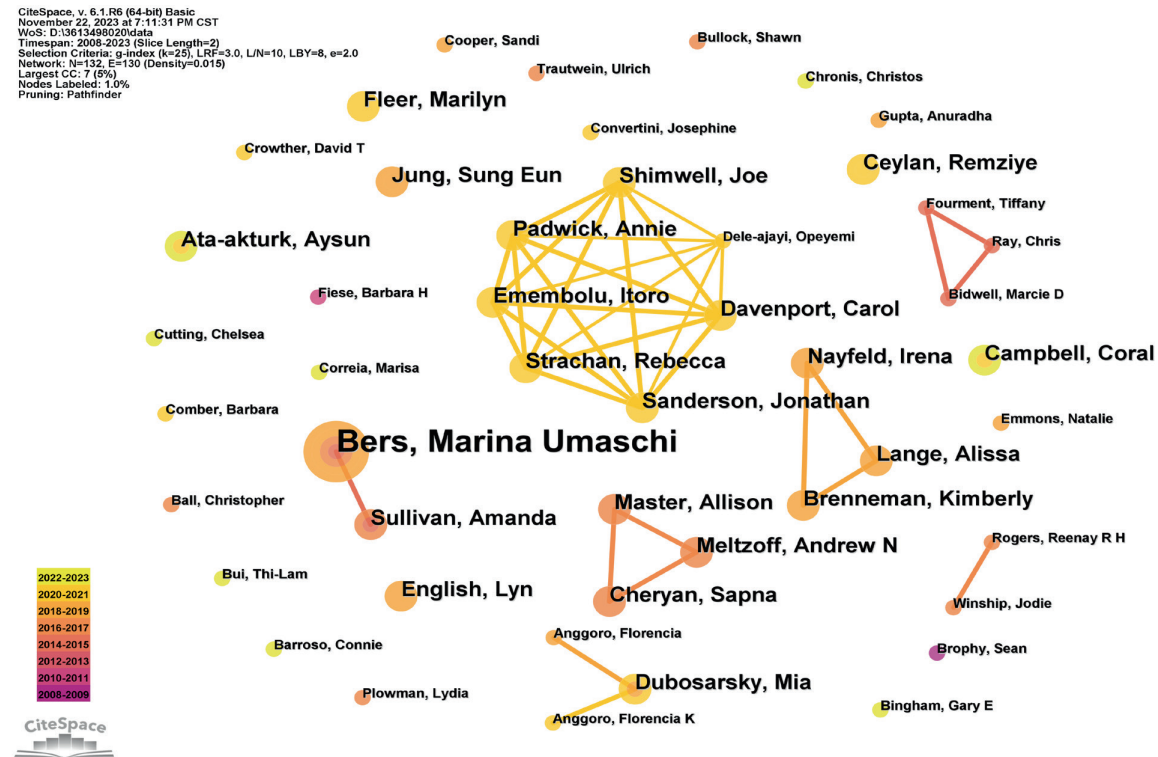 CiteSpace, v. 6.1.R6 (64-bit) Basic
November 22, 2023 at 7:11:31 PM CST
WoS: D:\3613498020\data
Timespan: 2008-2023 (Slice Length=2)
Selection Criteria: g-index (k=25), LRF=3.0, L/N=10, LBY=8, e=2.0
Network: N=132, E=130 (Density=0.015)
Largest CC: 7 (5%)
Nodes Labeled: 1.0%
Pruning: Pathfinder
Cooper, Sandi
Bullock, Shawn
Trautwein, Ulrich
Chronis, Christos
Fleer, Marilyn
Gupta, Anuradha
Convertini, Josephine
Crowther, David T
Ceylan, Remziye
Jung, Sung Eun
Shimwell, Joe
Fourment, Tiffany
Padwick, Annie
Ata-akturk, Aysun
Dele-ajayi, Opeyemi
Ray, Chris
Fiese, Barbara H
Emembolu, Itoro
Bidwell, Marcie D
Davenport, Carol
Cutting, Chelsea
Nayfeld, Irena
Campbell, Coral
Strachan, Rebecca
Correia, Marisa
Sanderson, Jonathan
Comber, Barbara
Emmons, Natalie
Bers, Marina Umaschi
Lange, Alissa
Ball, Christopher
Brenneman, Kimberly
Master, Allison
Sullivan, Amanda
Rogers, Reenay R H
Meltzoff, Andrew N
Bui, Thi-Lam
English, Lyn
Cheryan, Sapna
Winship, Jodie
Anggoro, Florencia
Barroso, Connie
Brophy, Sean
Dubosarsky, Mia
Plowman, Lydia
Bingham, Gary E
Anggoro, Florencia K
2022-2023
2020-2021
2018-2019
2016-2017
2014-2015
2012-2013
2010-2011
2008-2009
CiteSpace